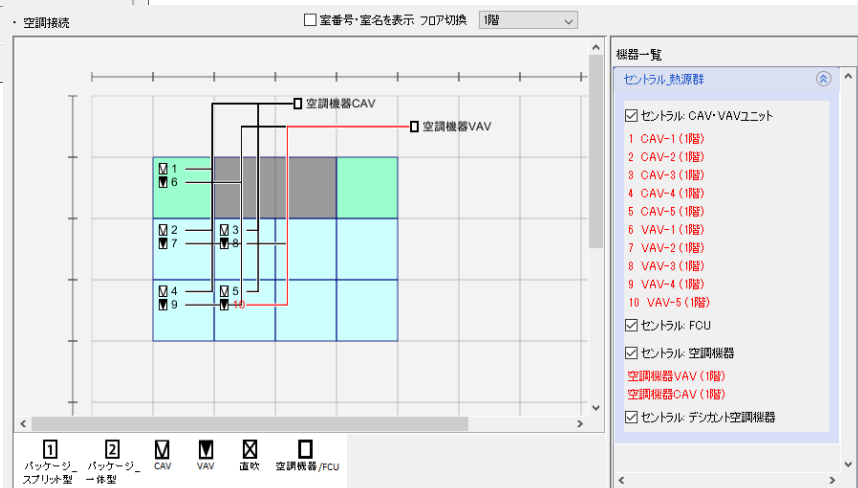 ・ 空調接続
室番号・室名を表示 フロア切換 1階
空調機器CAV
空調機器VAV
1
6
2
7
3
8
4
9
5
10
機器一覧
セントラル_熱源群
セントラル: CAV・VAVユニット
1 CAV-1 (1階)
2 CAV-2 (1階)
3 CAV-3 (1階)
4 CAV-4 (1階)
5 CAV-5 (1階)
6 VAV-1 (1階)
7 VAV-2 (1階)
8 VAV-3 (1階)
9 VAV-4 (1階)
10 VAV-5 (1階)
セントラル: FCU
セントラル: 空調機器
空調機器VAV (1階)
空調機器CAV (1階)
セントラル: デシカント空調機器
1
パッケージ_
スプリット型
2
パッケージ_
一体型
CAV
VAV
直吹
空調機器/FCU